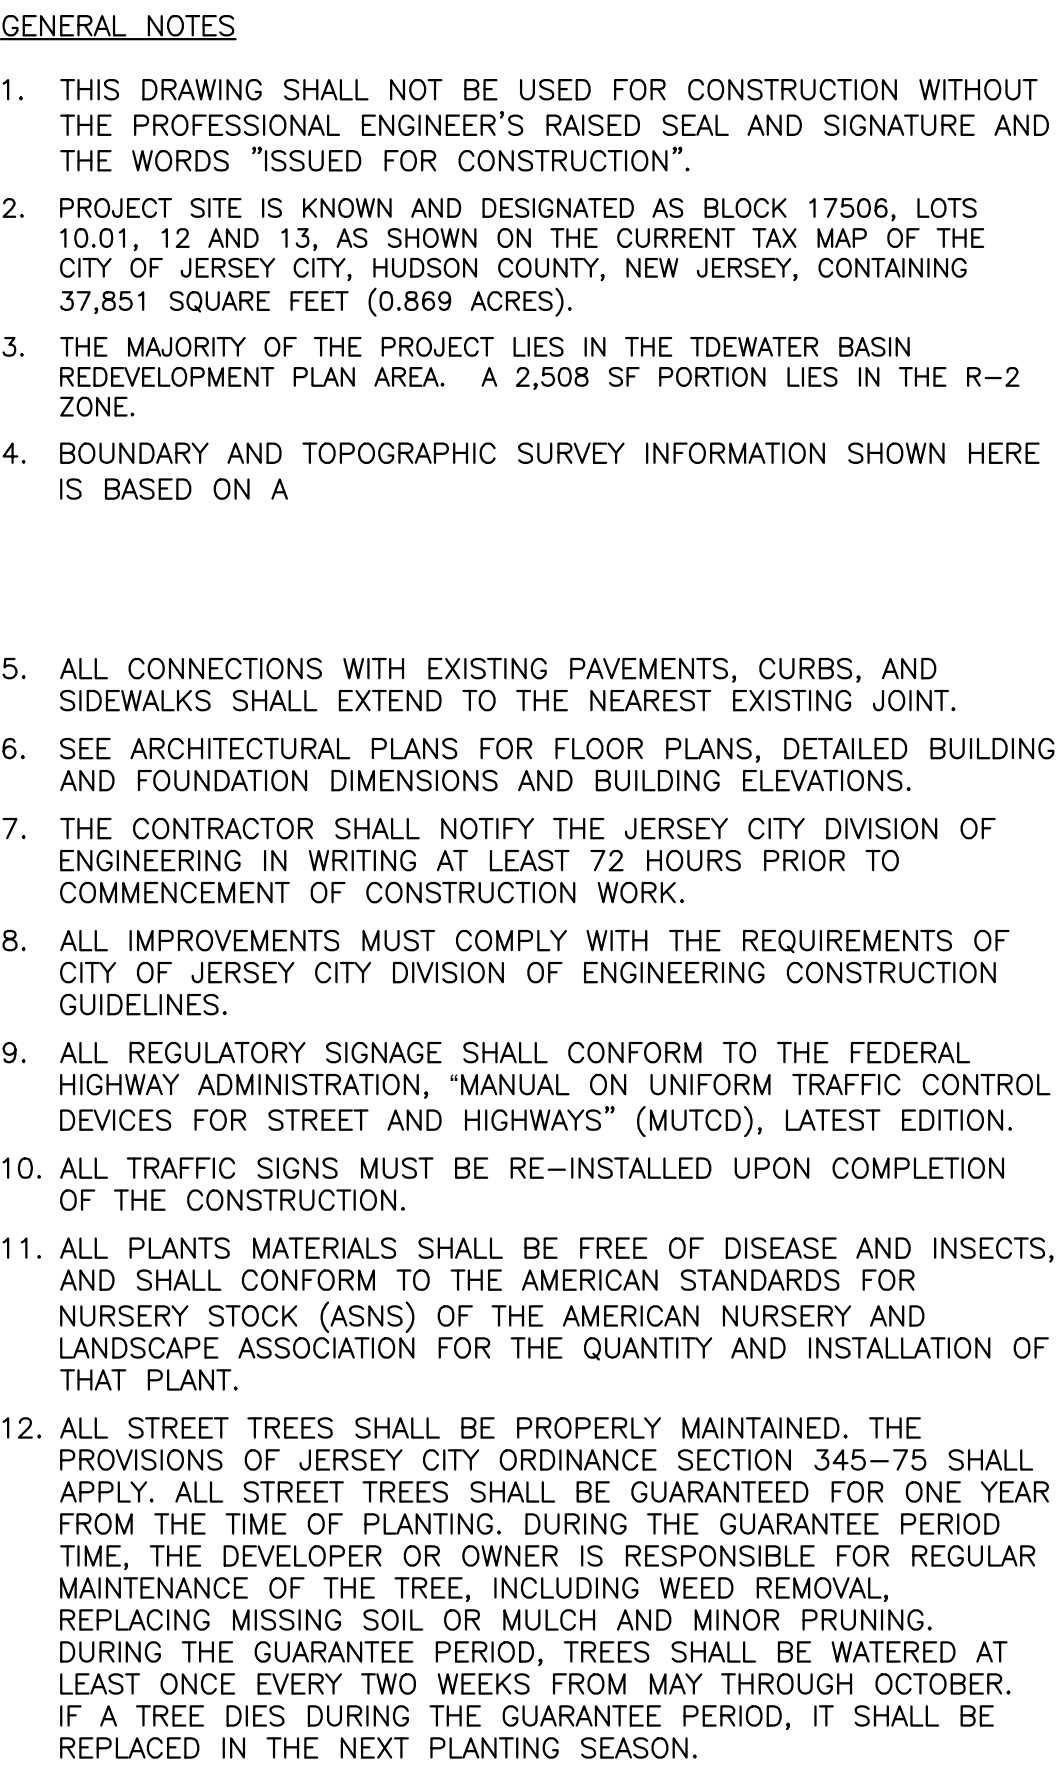 GENERAL NOTES
1. THIS DRAWING SHALL NOT BE USED FOR CONSTRUCTION WITHOUT
THE PROFESSIONAL ENGINEER'S RAISED SEAL AND SIGNATURE AND
THE WORDS "ISSUED FOR CONSTRUCTION".
2. PROJECT SITE IS KNOWN AND DESIGNATED AS BLOCK 17506, LOTS
10.01, 12 AND 13, AS SHOWN ON THE CURRENT TAX MAP OF THE
CITY OF JERSEY CITY, HUDSON COUNTY, NEW JERSEY, CONTAINING
37,851 SQUARE FEET (0.869 ACRES).
3. THE MAJORITY OF THE PROJECT LIES IN THE TDEWATER BASIN
REDEVELOPMENT PLAN AREA. A 2,508 SF PORTION LIES IN THE R-2
ZONE.
4. BOUNDARY AND TOPOGRAPHIC SURVEY INFORMATION SHOWN HERE
IS BASED ON A
5. ALL CONNECTIONS WITH EXISTING PAVEMENTS, CURBS, AND
SIDEWALKS SHALL EXTEND TO THE NEAREST EXISTING JOINT.
6. SEE ARCHITECTURAL PLANS FOR FLOOR PLANS, DETAILED BUILDING
AND FOUNDATION DIMENSIONS AND BUILDING ELEVATIONS.
7. THE CONTRACTOR SHALL NOTIFY THE JERSEY CITY DIVISION OF
ENGINEERING IN WRITING AT LEAST 72 HOURS PRIOR TO
COMMENCEMENT OF CONSTRUCTION WORK.
8. ALL IMPROVEMENTS MUST COMPLY WITH THE REQUIREMENTS OF
CITY OF JERSEY CITY DIVISION OF ENGINEERING CONSTRUCTION
GUIDELINES.
9. ALL REGULATORY SIGNAGE SHALL CONFORM TO THE FEDERAL
HIGHWAY ADMINISTRATION, “MANUAL ON UNIFORM TRAFFIC CONTROL
DEVICES FOR STREET AND HIGHWAYS” (MUTCD), LATEST EDITION.
10. ALL TRAFFIC SIGNS MUST BE RE-INSTALLED UPON COMPLETION
OF THE CONSTRUCTION.
11. ALL PLANTS MATERIALS SHALL BE FREE OF DISEASE AND INSECTS,
AND SHALL CONFORM TO THE AMERICAN STANDARDS FOR
NURSERY STOCK (ASNS) OF THE AMERICAN NURSERY AND
LANDSCAPE ASSOCIATION FOR THE QUANTITY AND INSTALLATION OF
THAT PLANT.
12. ALL STREET TREES SHALL BE PROPERLY MAINTAINED. THE
PROVISIONS OF JERSEY CITY ORDINANCE SECTION 345-75 SHALL
APPLY. ALL STREET TREES SHALL BE GUARANTEED FOR ONE YEAR
FROM THE TIME OF PLANTING. DURING THE GUARANTEE PERIOD
TIME, THE DEVELOPER OR OWNER IS RESPONSIBLE FOR REGULAR
MAINTENANCE OF THE TREE, INCLUDING WEED REMOVAL,
REPLACING MISSING SOIL OR MULCH AND MINOR PRUNING.
DURING THE GUARANTEE PERIOD, TREES SHALL BE WATERED AT
LEAST ONCE EVERY TWO WEEKS FROM MAY THROUGH OCTOBER.
IF A TREE DIES DURING THE GUARANTEE PERIOD, IT SHALL BE
REPLACED IN THE NEXT PLANTING SEASON.